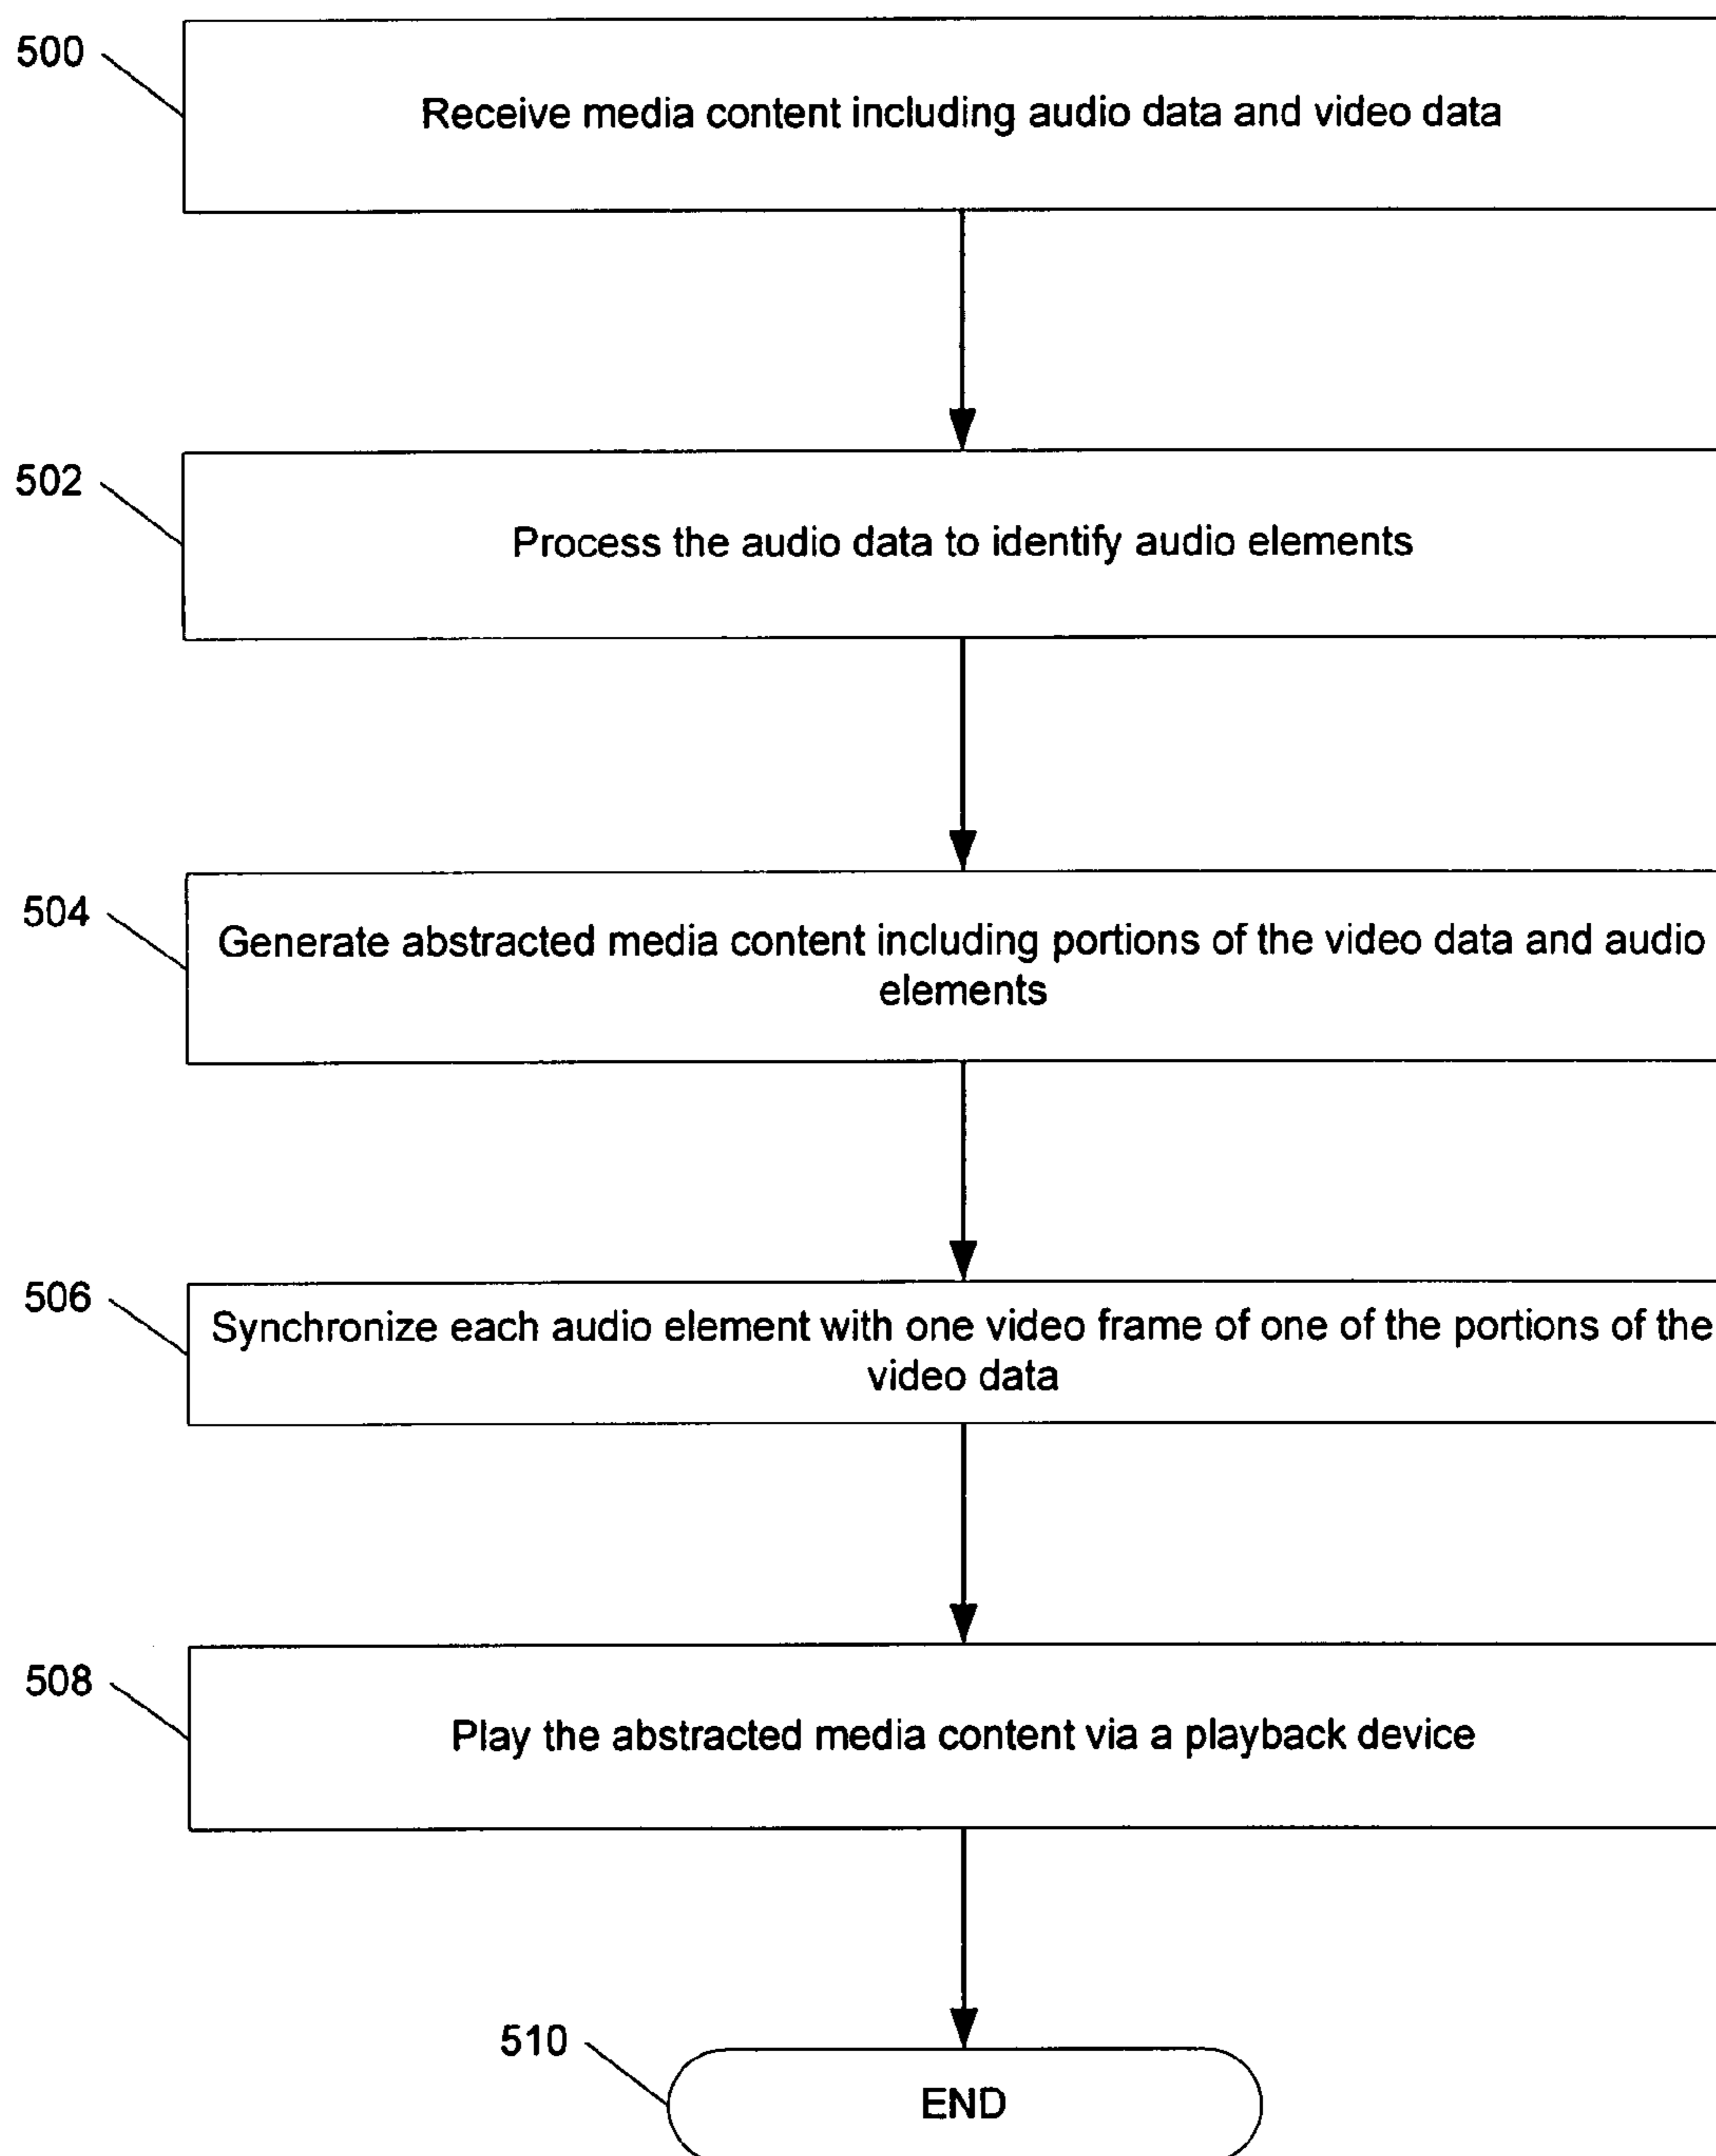 500
Receive media content including audio data and video data
502
Process the audio data to identify audio elements
504
Generate abstracted media content including portions of the video data and audio
elements
506
Synchronize each audio element with one video frame of one of the portions of the
video data
508
Play the abstracted media content via a playback device
510
END